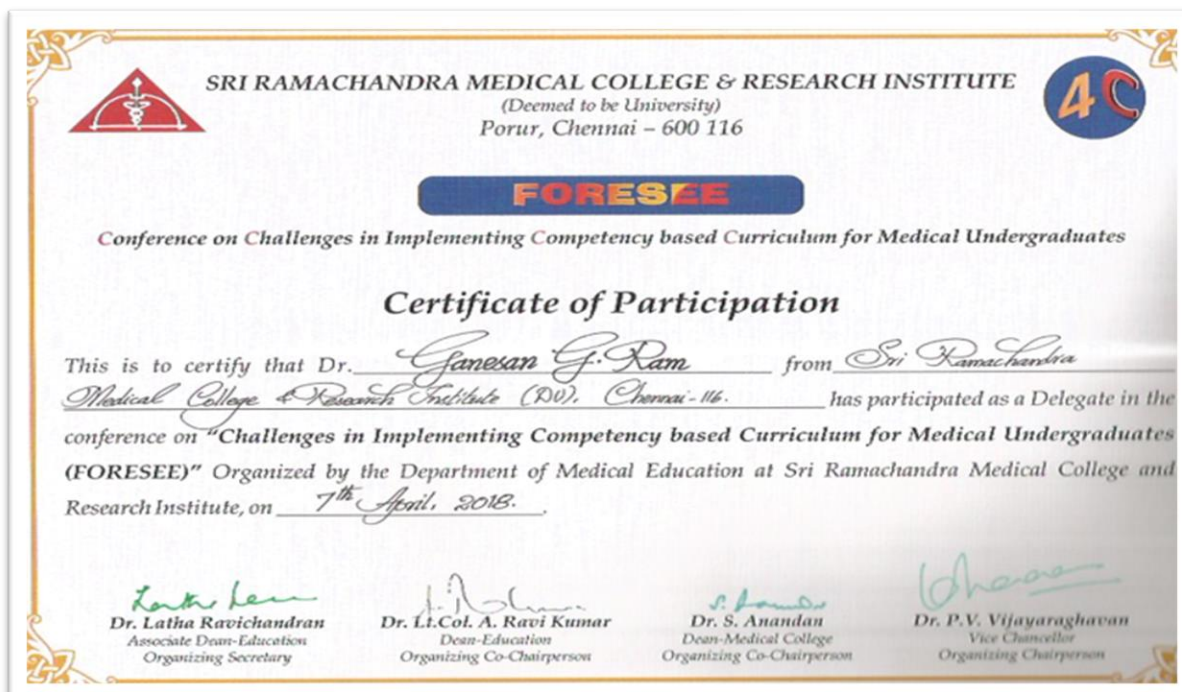 SRI RAMACHANDRA MEDICAL COLLEGE & RESEARCH INSTITUTE
(Deemed to be University)
Porur, Chennai – 600 116
4C
FORESEE
Conference on Challenges in Implementing Competency based Curriculum for Medical Undergraduates
Certificate of Participation
This is to certify that Dr. Ganesan G. Ram from Sri Ramachandra
Medical College & Research Institute (DU), Chennai-116. has participated as a Delegate in the
conference on "Challenges in Implementing Competency based Curriculum for Medical Undergraduates
(FORESEE)" Organized by the Department of Medical Education at Sri Ramachandra Medical College and
Research Institute, on 7th April, 2018.
Dr. Latha Ravichandran Dr. Lt.Col. A. Ravi Kumar Dr. S. Anandan Dr. P.V. Vijayaraghavan
Associate Dean-Education Dean-Education Dean-Medical College Vice Chancellor
Organizing Secretary Organizing Co-Chairperson Organizing Co-Chairperson Organizing Chairperson